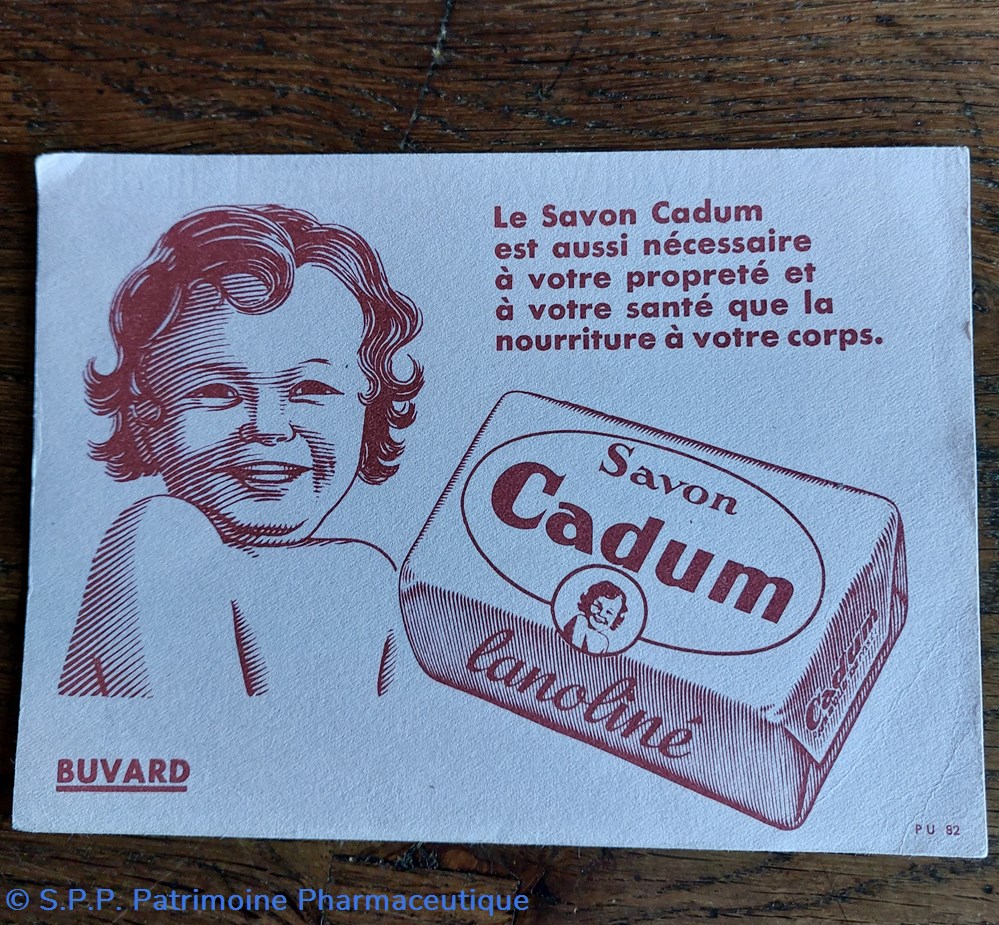 Le Savon Cadum
est aussi nécessaire
à votre propreté et
à votre santé que la
nourriture à votre corps.
Savon
Cadum
lanoliné
Cadum
BUVARD
PU 82
© S.P.P. Patrimoine Pharmaceutique